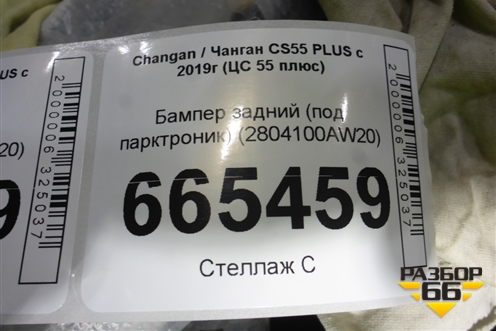 Changan / Чанган CS55 PLUS с
2019г (ЦС 55 плюс)
Бампер задний (под
парктроник) (2804100AW20)
665459
Стеллаж С
2000006325037
US с
20)
9
2000006325037
РАЗБОР
66